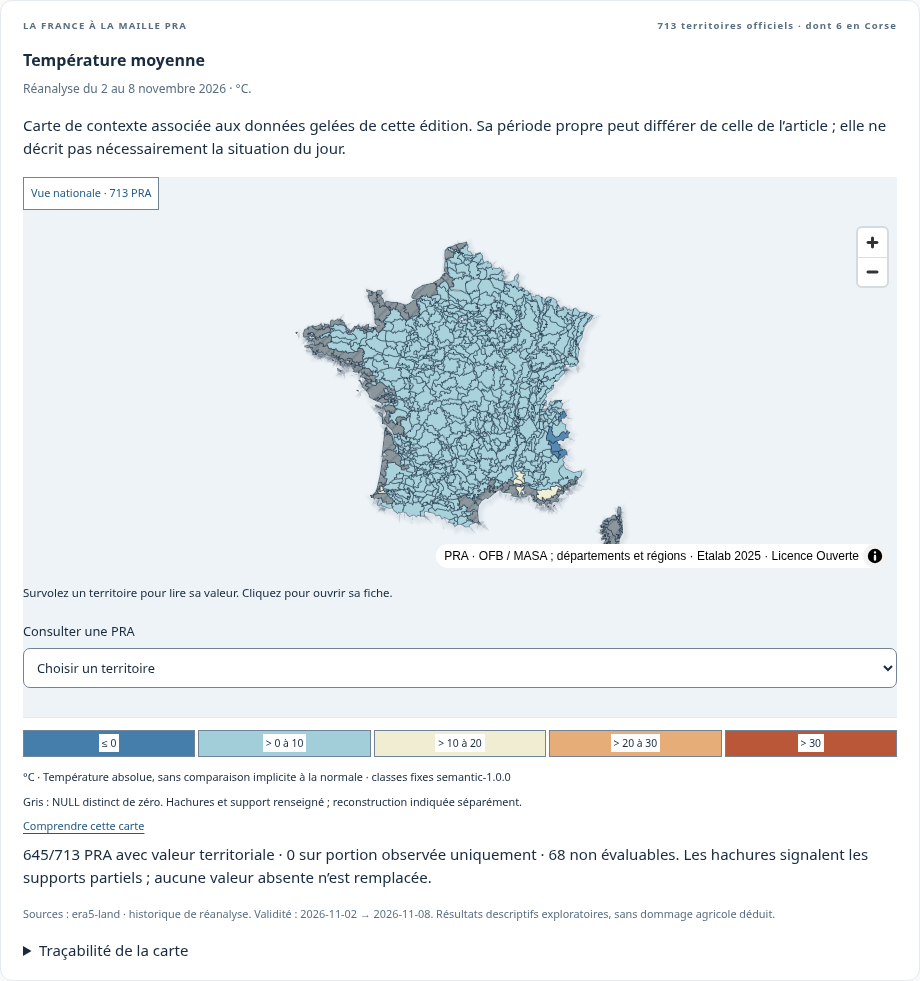 LA FRANCE À LA MAILLE PRA
713 territoires officiels · dont 6 en Corse
Température moyenne
Réanalyse du 2 au 8 novembre 2026 · °C.
Carte de contexte associée aux données gelées de cette édition. Sa période propre peut différer de celle de l’article ; elle ne
décrit pas nécessairement la situation du jour.
Vue nationale · 713 PRA
PRA · OFB / MASA ; départements et régions · Etalab 2025 · Licence Ouverte
Survolez un territoire pour lire sa valeur. Cliquez pour ouvrir sa fiche.
Consulter une PRA
Choisir un territoire
≤ 0
> 0 à 10
> 10 à 20
> 20 à 30
> 30
°C · Température absolue, sans comparaison implicite à la normale · classes fixes semantic-1.0.0
Gris : NULL distinct de zéro. Hachures et support renseigné ; reconstruction indiquée séparément.
Comprendre cette carte
645/713 PRA avec valeur territoriale · 0 sur portion observée uniquement · 68 non évaluables. Les hachures signalent les
supports partiels ; aucune valeur absente n’est remplacée.
Sources : era5-land · historique de réanalyse. Validité : 2026-11-02 → 2026-11-08. Résultats descriptifs exploratoires, sans dommage agricole déduit.
Traçabilité de la carte